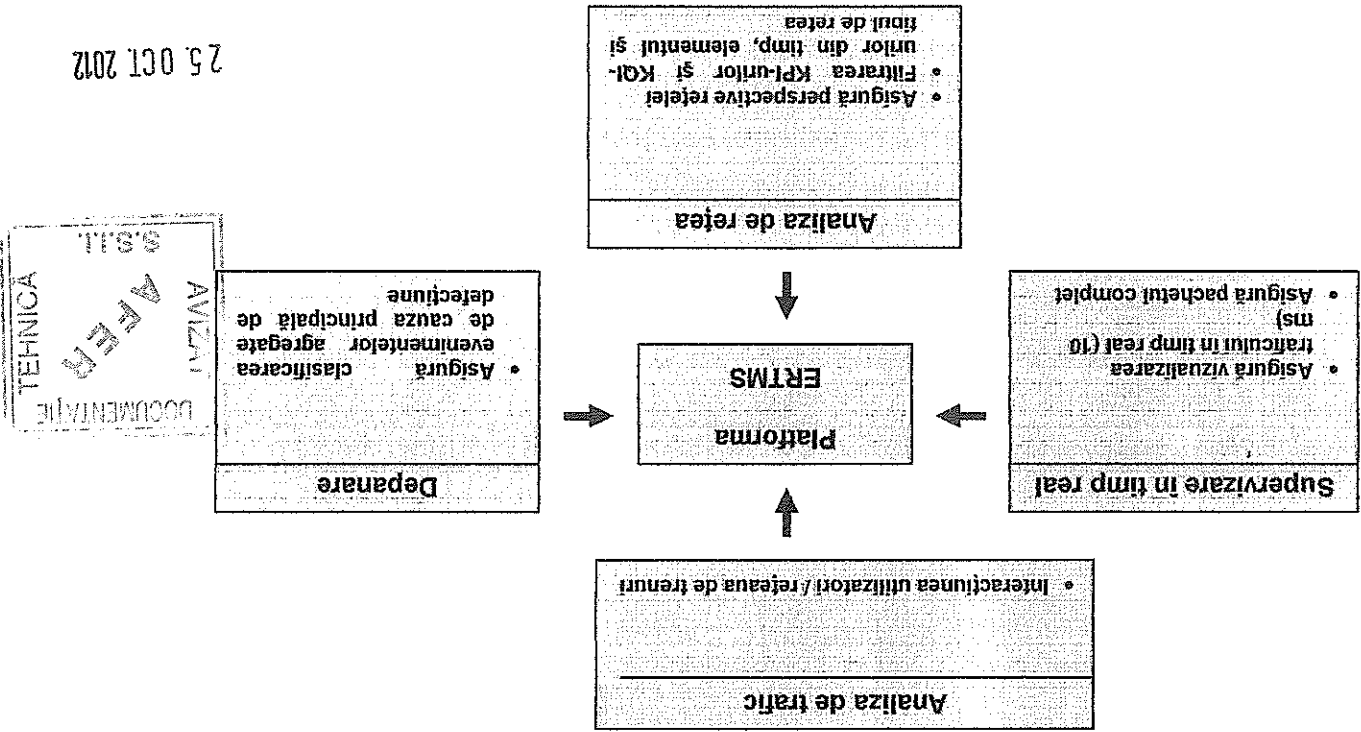 Analiza de trafic
• Interacțiunea utilizatori / rețeaua de trenuri
Supervizare în timp real
• Asigură vizualizarea
traficului în timp real (10
ms)
• Asigură pachetul complet
Platforma
ERTMS
Depanare
• Asigură clasificarea
evenimentelor agregate
de cauza principală de
defecțiune
DOCUMENTAȚIE
TEHNICĂ
AVIZAT
AFER
S.S.I.I.
Analiza de rețea
• Asigură perspective rețelei
• Filtrarea KPI-urilor și KQI-
urilor din timp, elementul și
tipul de rețea
25. OCT. 2012